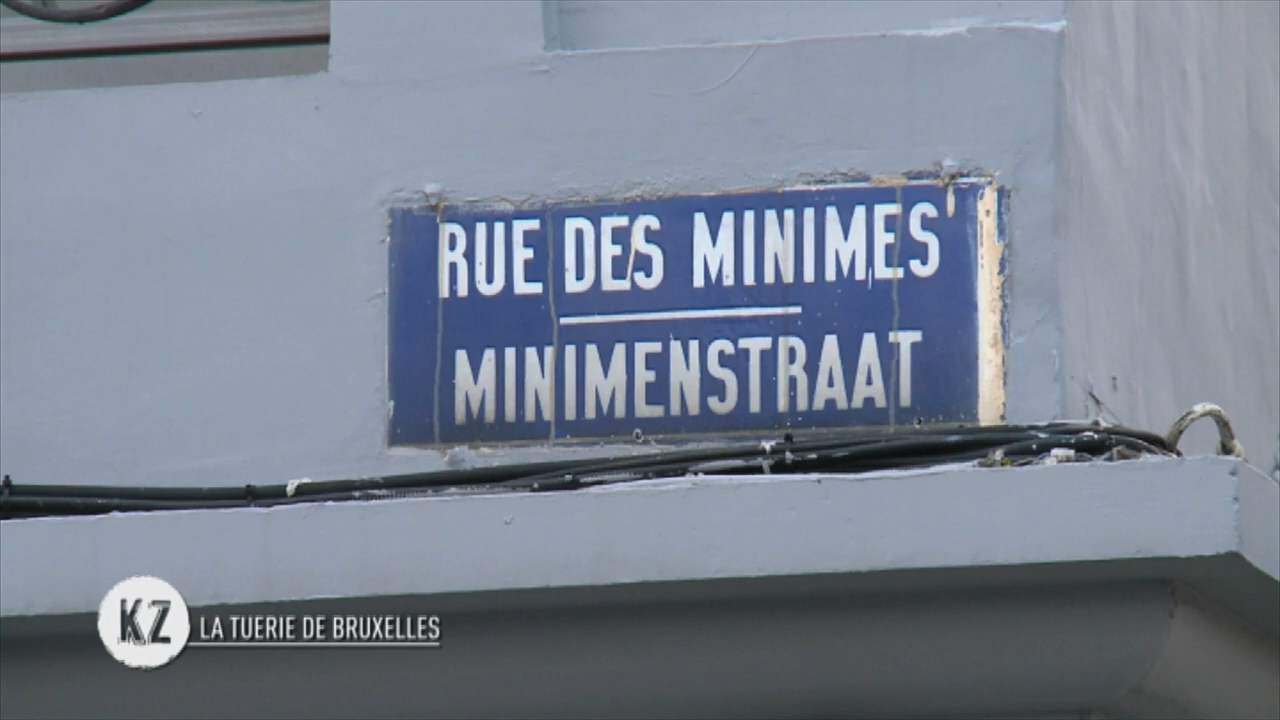 RUE DES MINIMES
MINIMENSTRAAT
KZ
LA TUERIE DE BRUXELLES